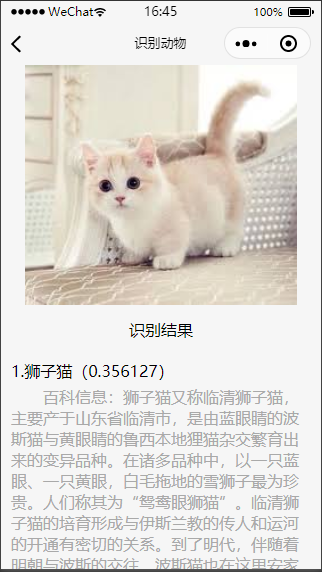 WeChat 16:45 100%
识别动物
识别结果
1.狮子猫（0.356127）
百科信息：狮子猫又称临清狮子猫，
主要产于山东省临清市，是由蓝眼睛的波
斯猫与黄眼睛的鲁西本地狸猫杂交繁育出
来的变异品种。在诸多品种中，以一只蓝
眼、一只黄眼，白毛拖地的雪狮子最为珍
贵。人们称其为“鸳鸯眼狮猫”。临清狮
子猫的培育形成与伊斯兰教的传人和运河
的开通有密切的关系。到了明代，伴随着
明朝与波斯的交往，波斯猫也在这里安家